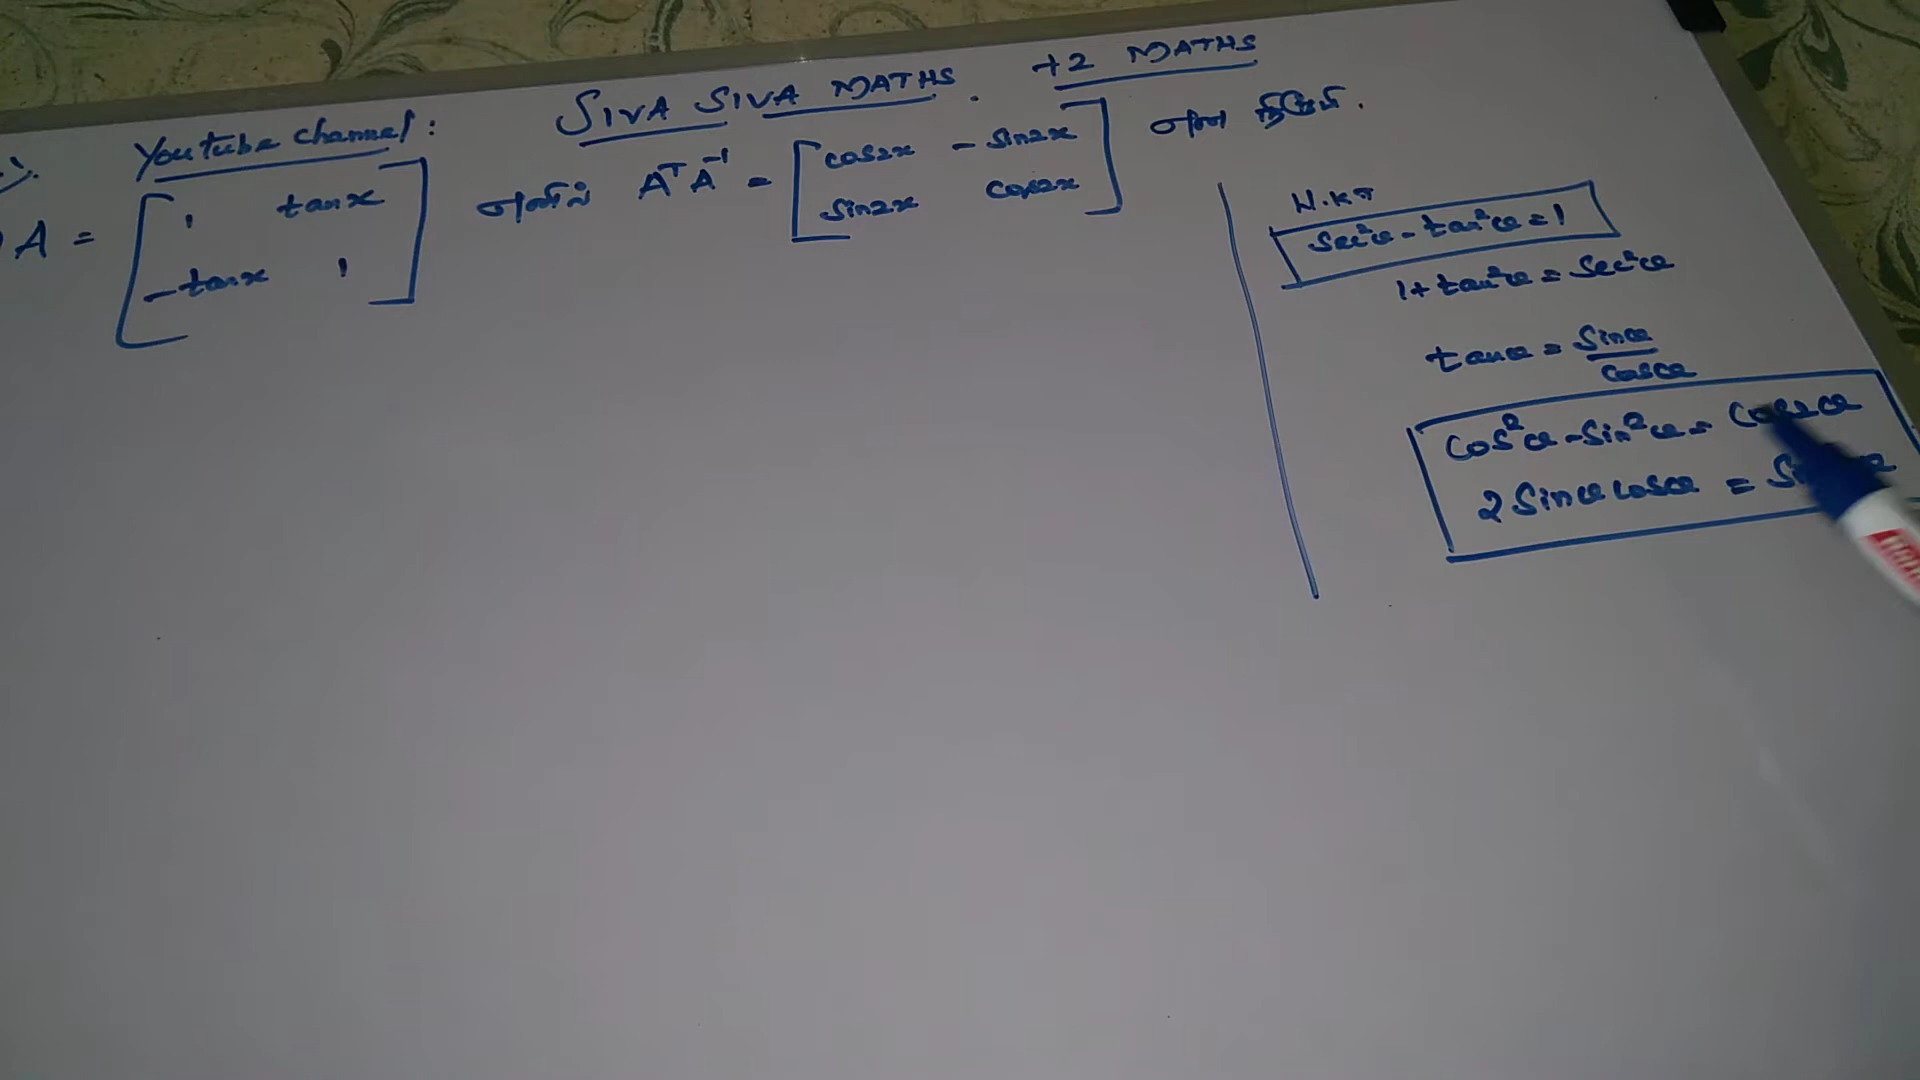 Youtube channel: SIVA SIVA MATHS. +2 MATHS
A = [ 1 tanx எனில் A^T A^-1 = [ cos2x - sin2x ] என நிறுவுக.
-tanx 1 ] sin2x cos2x
N.K.T
sec²α - tan²α = 1
1 + tan²α = sec²α
tanα = sinα
cosα
cos²α - sin²α = cos2α
2 sinα cosα =